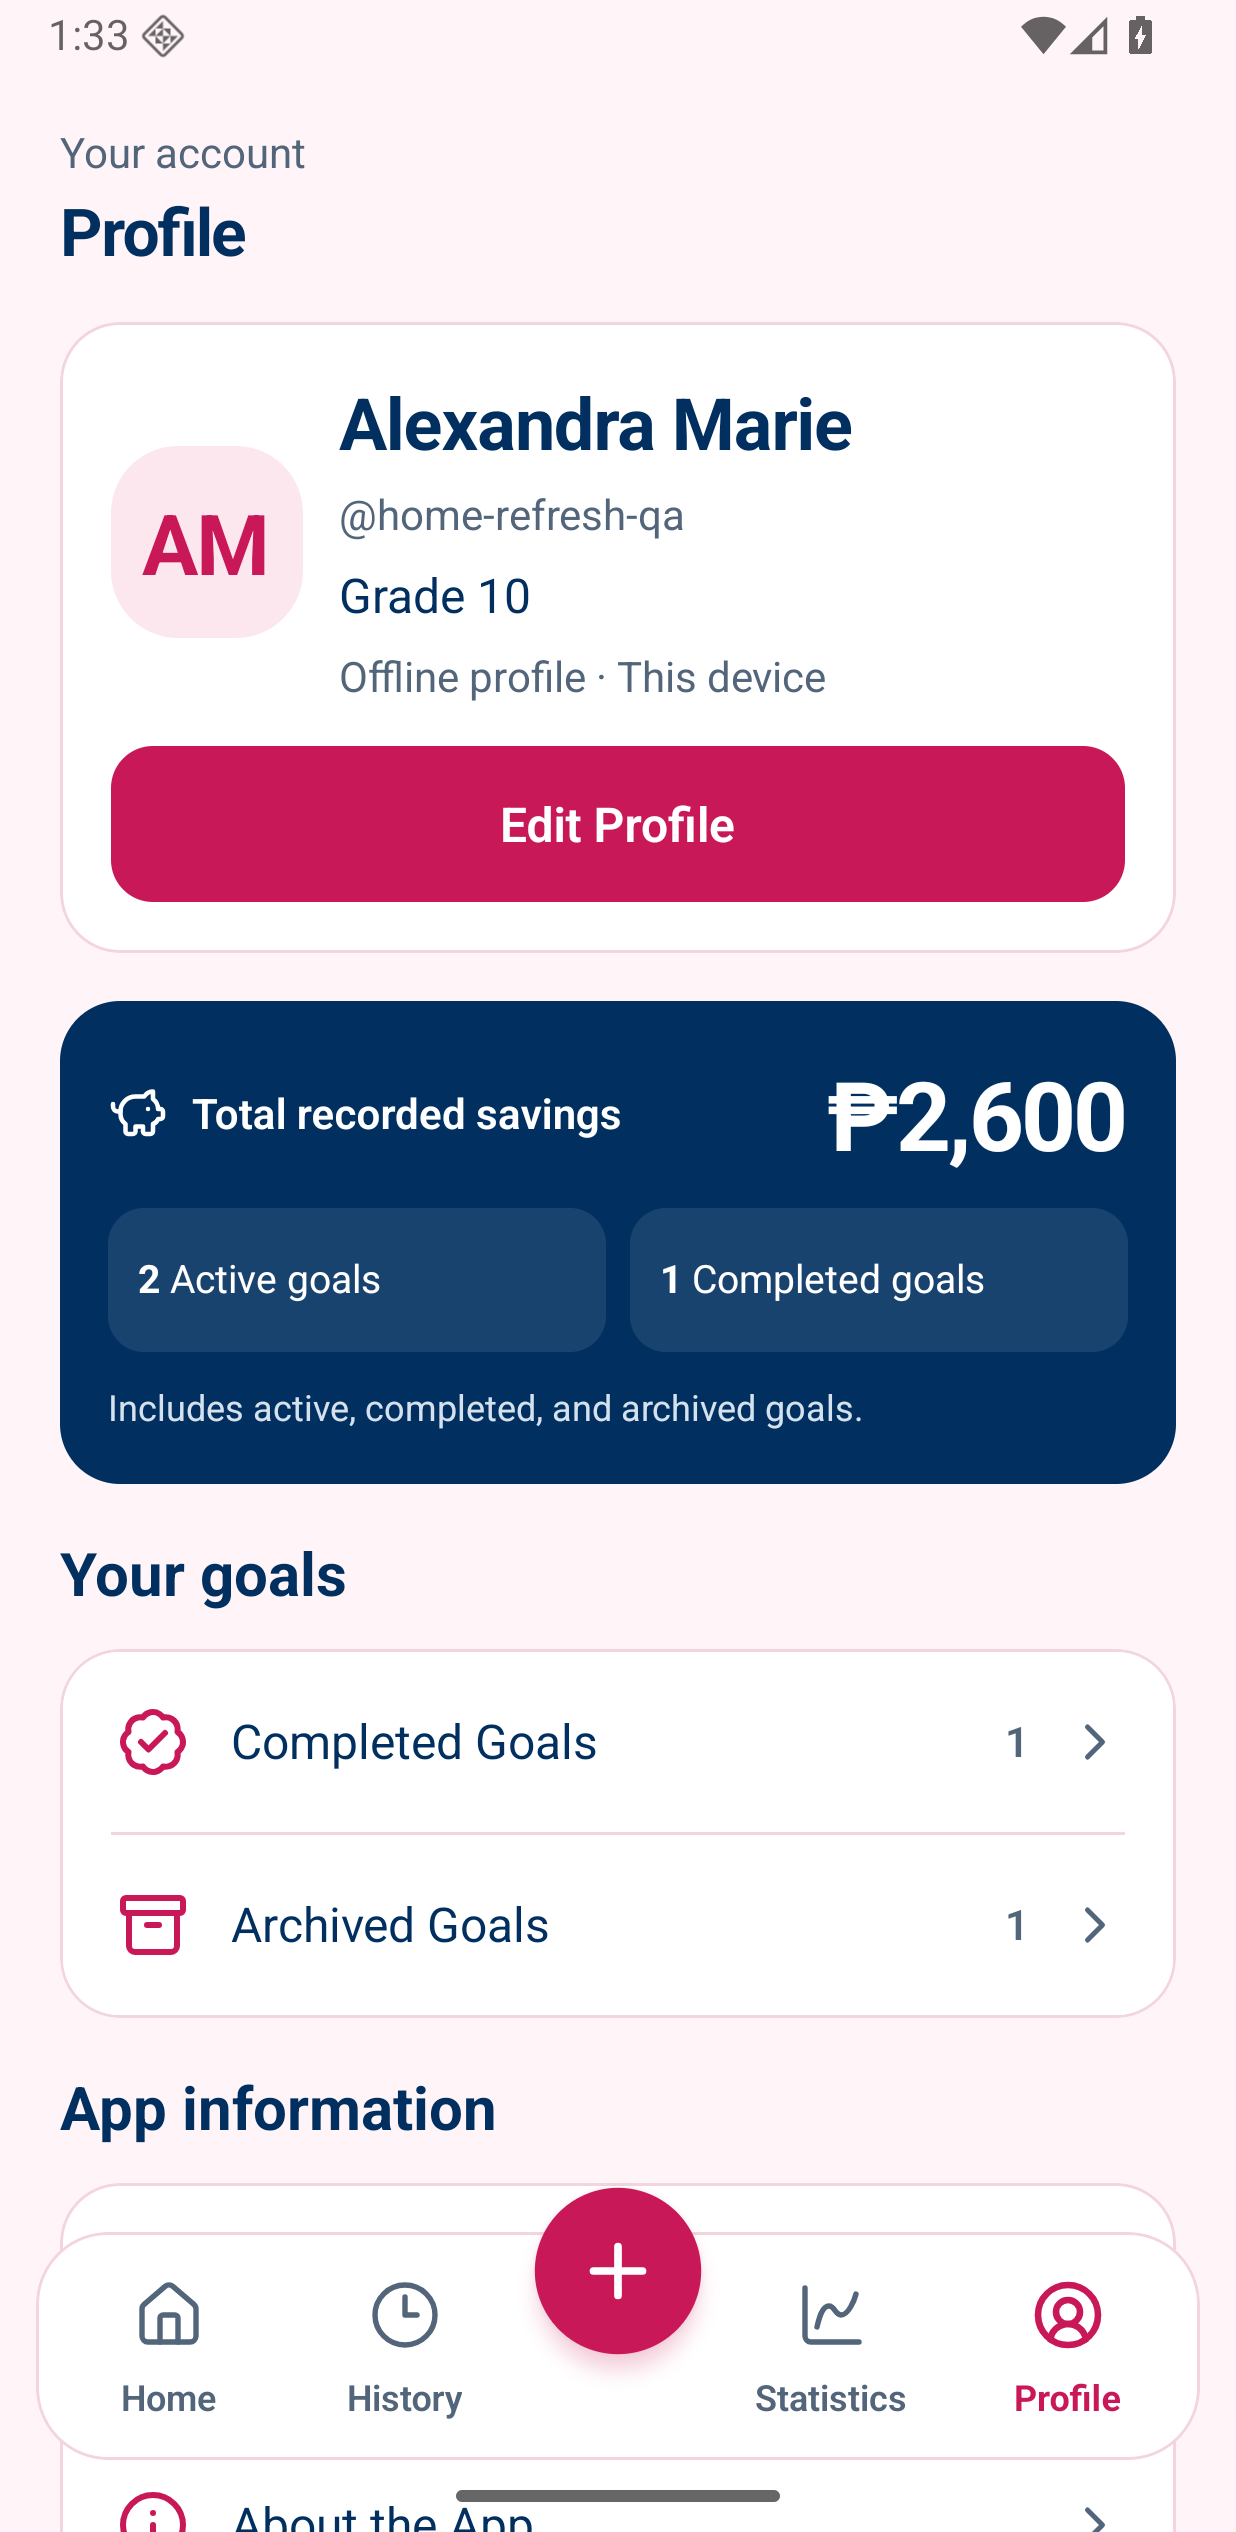 1:33
Your account
Profile
Alexandra Marie
AM
@home-refresh-qa
Grade 10
Offline profile · This device
Edit Profile
Total recorded savings
₱2,600
2 Active goals
1 Completed goals
Includes active, completed, and archived goals.
Your goals
Completed Goals
1
Archived Goals
1
App information
Home
History
Statistics
Profile
About the App